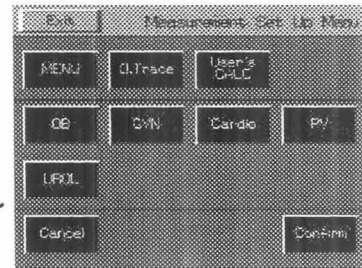 Exit Measurement Set Up Menu
MENU D.Trace User's CALC
OB GYN Cardio PV
UROL
Cancel Confirm